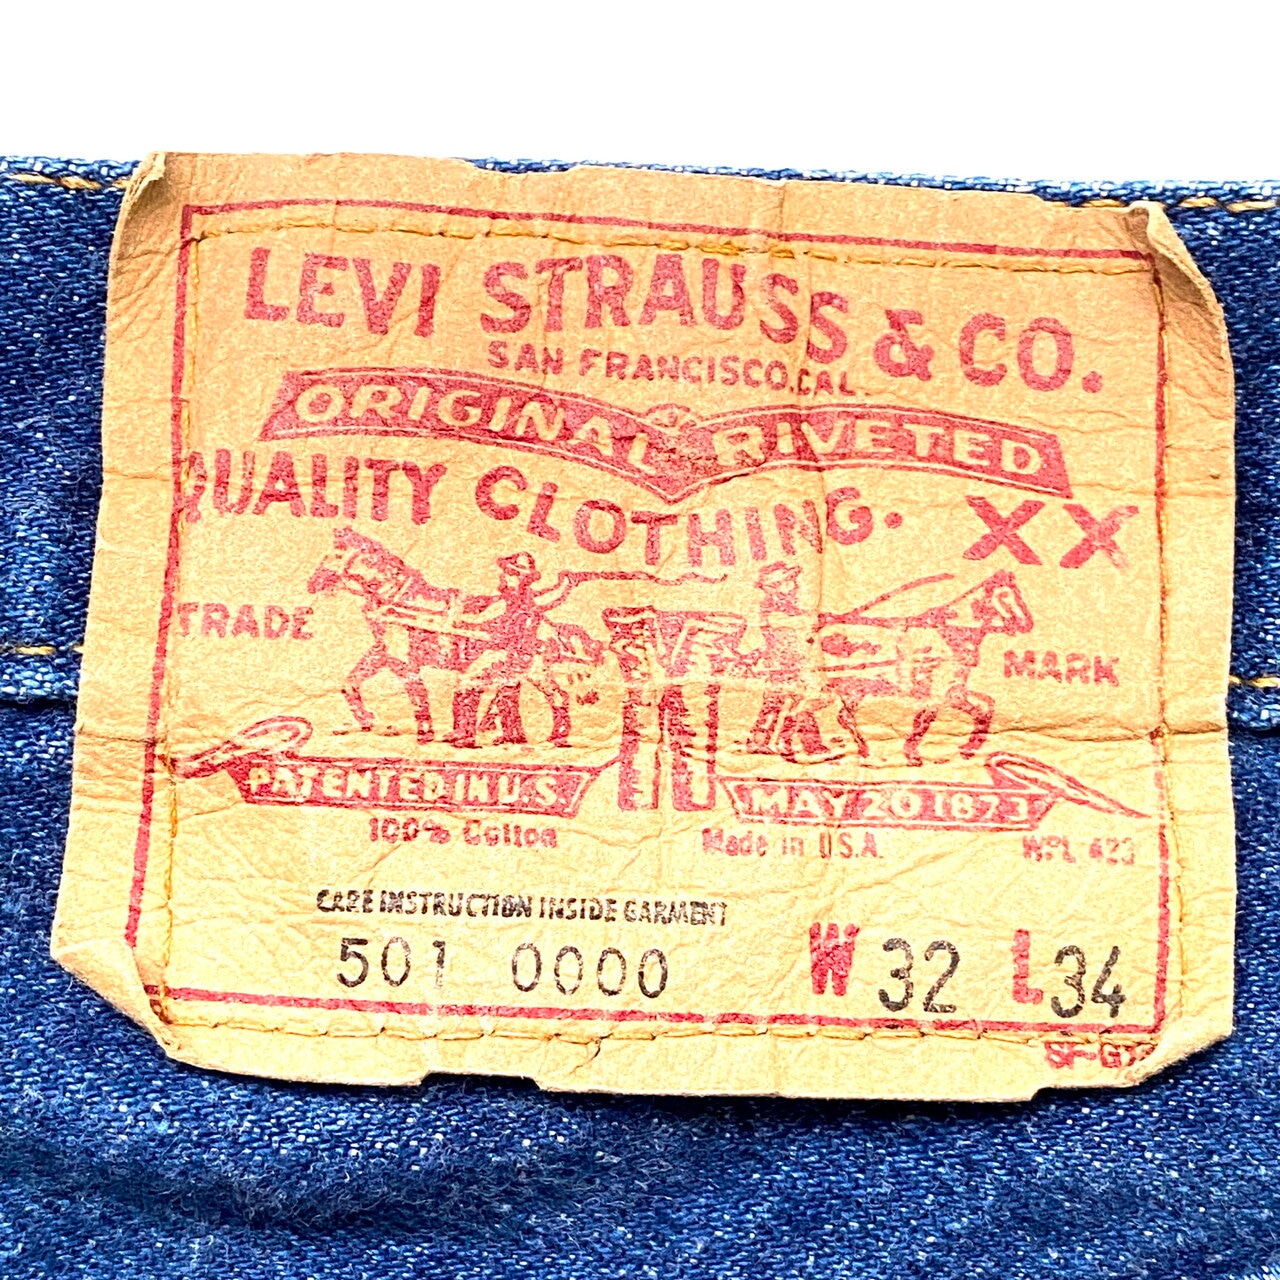 LEVI STRAUSS & CO.
SAN FRANCISCO, CAL.
ORIGINAL RIVETED
QUALITY CLOTHING. XX
TRADE MARK
PATENTED IN U.S. MAY 20 1873
100% Cotton Made in U.S.A. WPL 423
CARE INSTRUCTION INSIDE GARMENT
501 0000 W 32 L 34